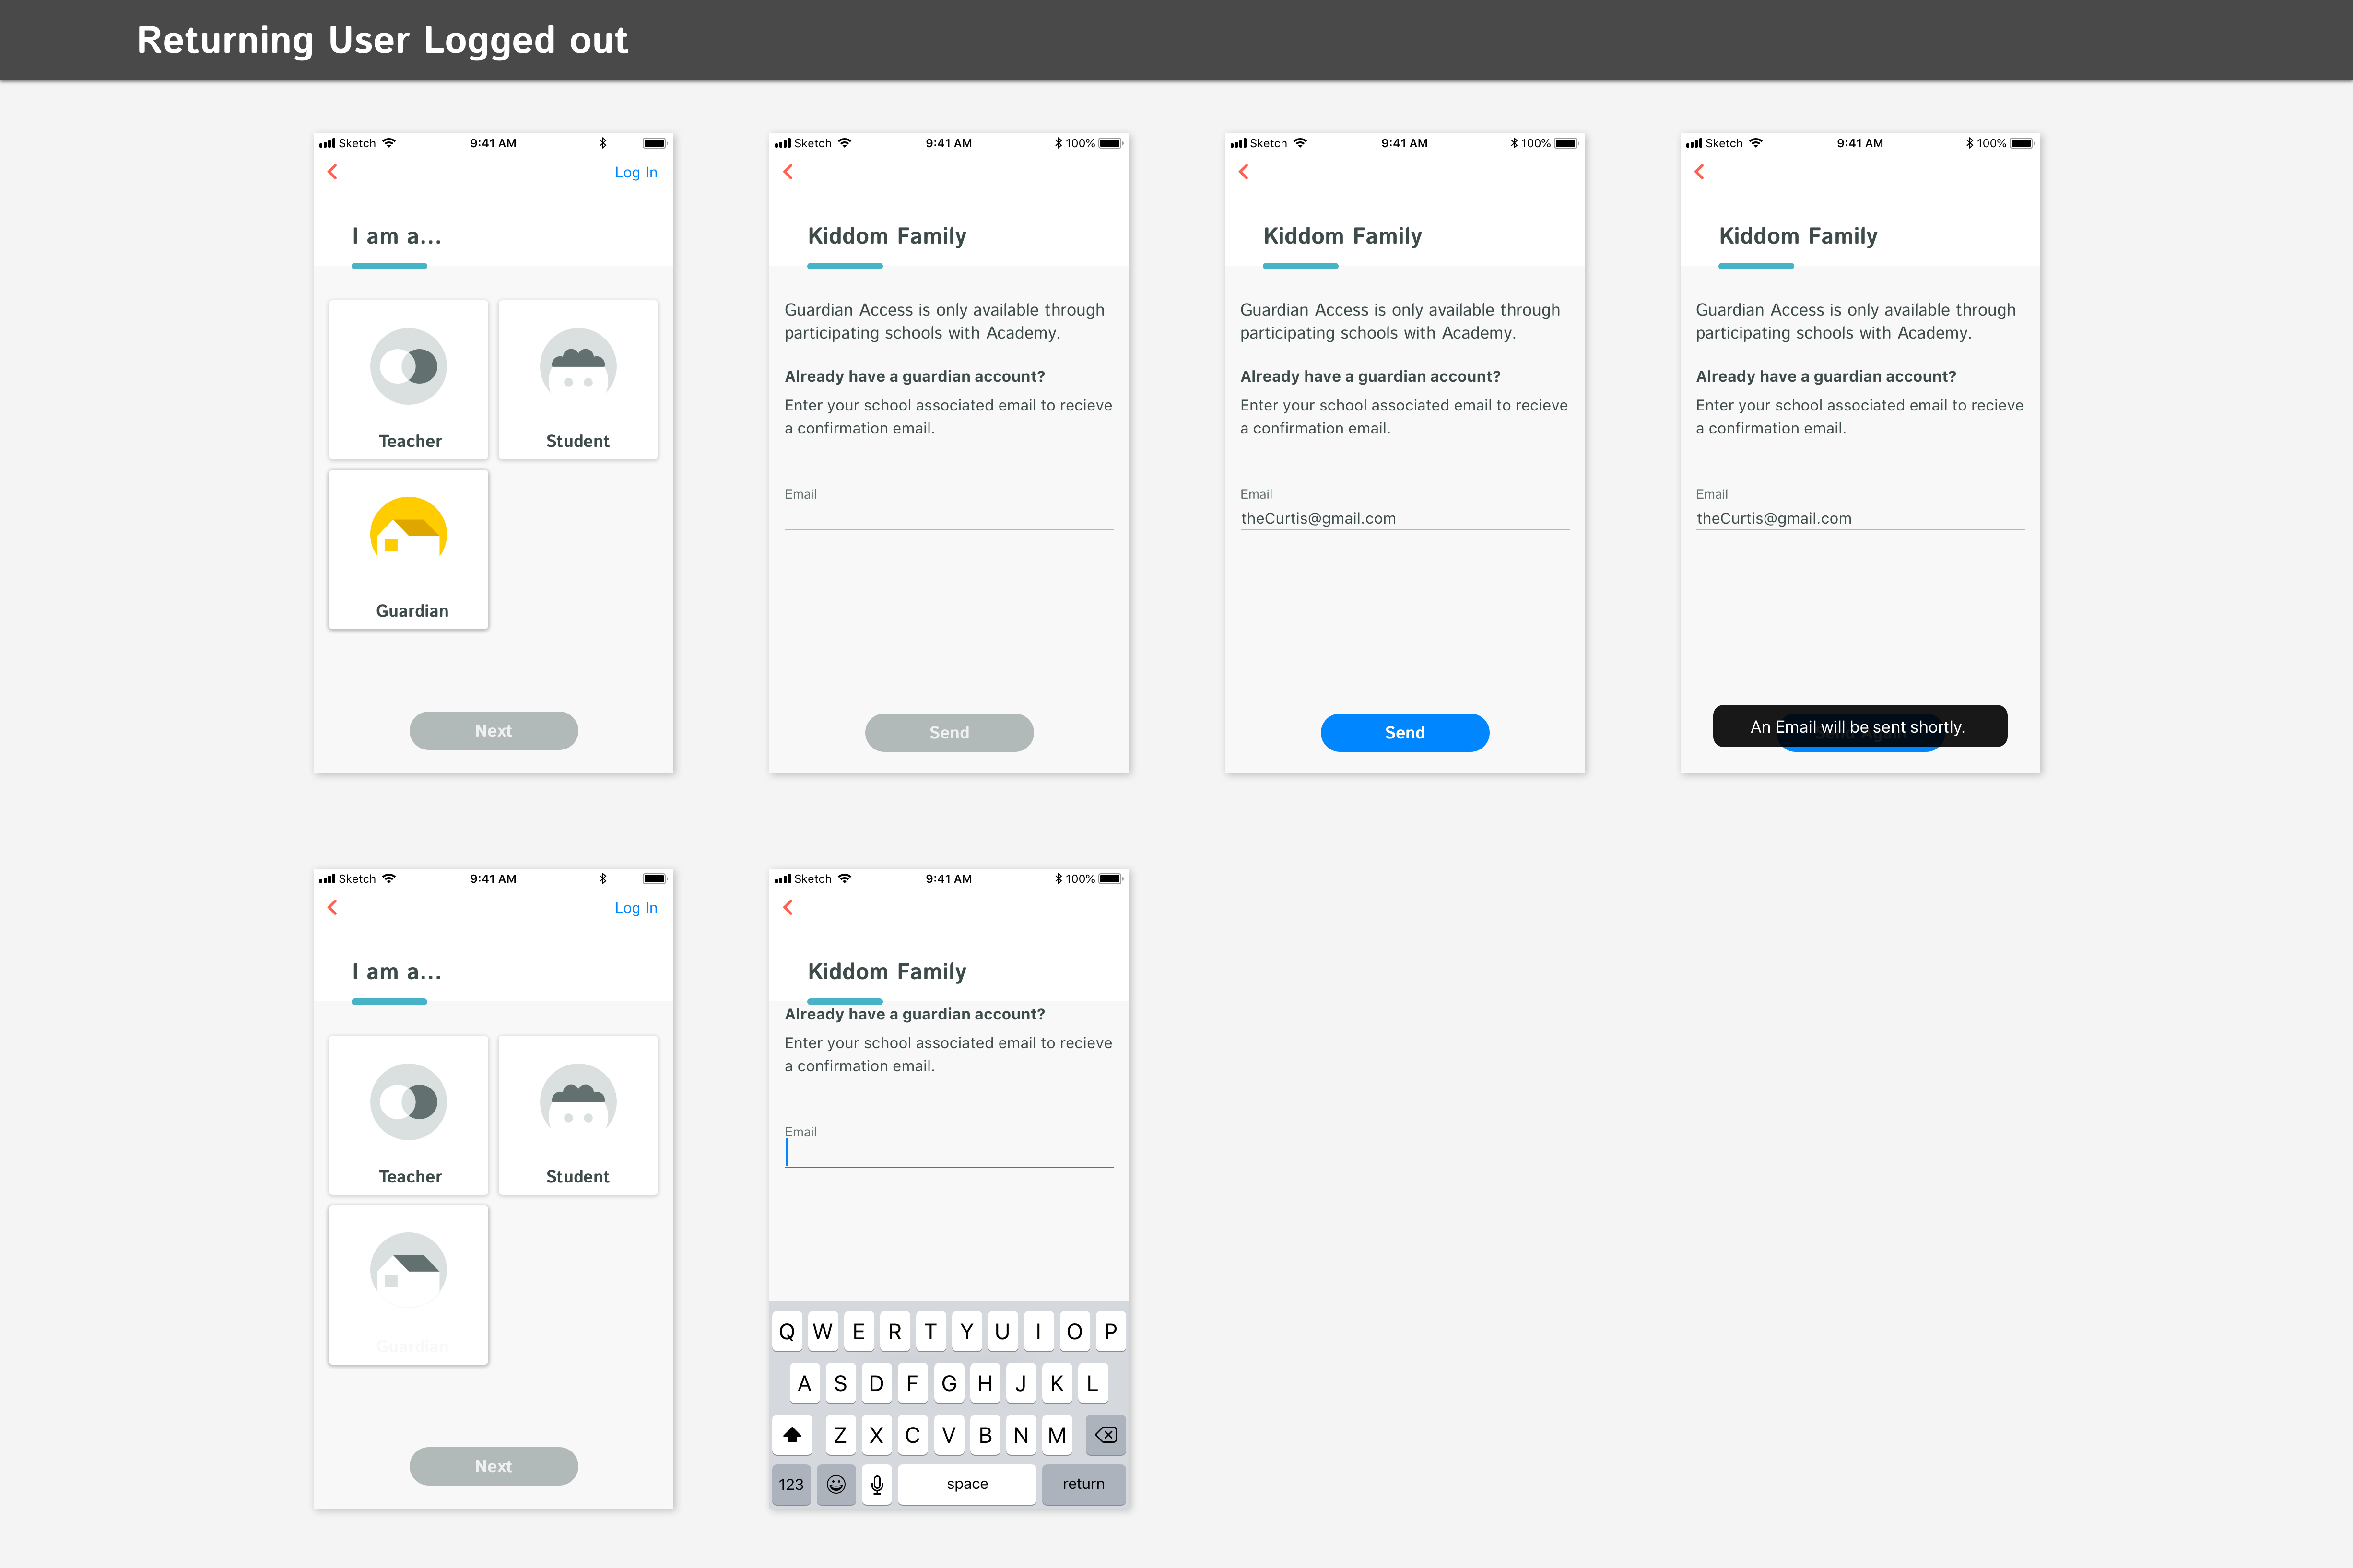 Returning User Logged out
Sketch 9:41 AM
Log In
I am a...
Teacher
Student
Guardian
Next
Sketch 9:41 AM 100%
Kiddom Family
Guardian Access is only available through
participating schools with Academy.
Already have a guardian account?
Enter your school associated email to recieve
a confirmation email.
Email
Send
Sketch 9:41 AM 100%
Kiddom Family
Guardian Access is only available through
participating schools with Academy.
Already have a guardian account?
Enter your school associated email to recieve
a confirmation email.
Email
theCurtis@gmail.com
Send
Sketch 9:41 AM 100%
Kiddom Family
Guardian Access is only available through
participating schools with Academy.
Already have a guardian account?
Enter your school associated email to recieve
a confirmation email.
Email
theCurtis@gmail.com
An Email will be sent shortly.
Sketch 9:41 AM
Log In
I am a...
Teacher
Student
Guardian
Next
Sketch 9:41 AM 100%
Kiddom Family
Already have a guardian account?
Enter your school associated email to recieve
a confirmation email.
Email
Q W E R T Y U I O P
A S D F G H J K L
Z X C V B N M
123 space return